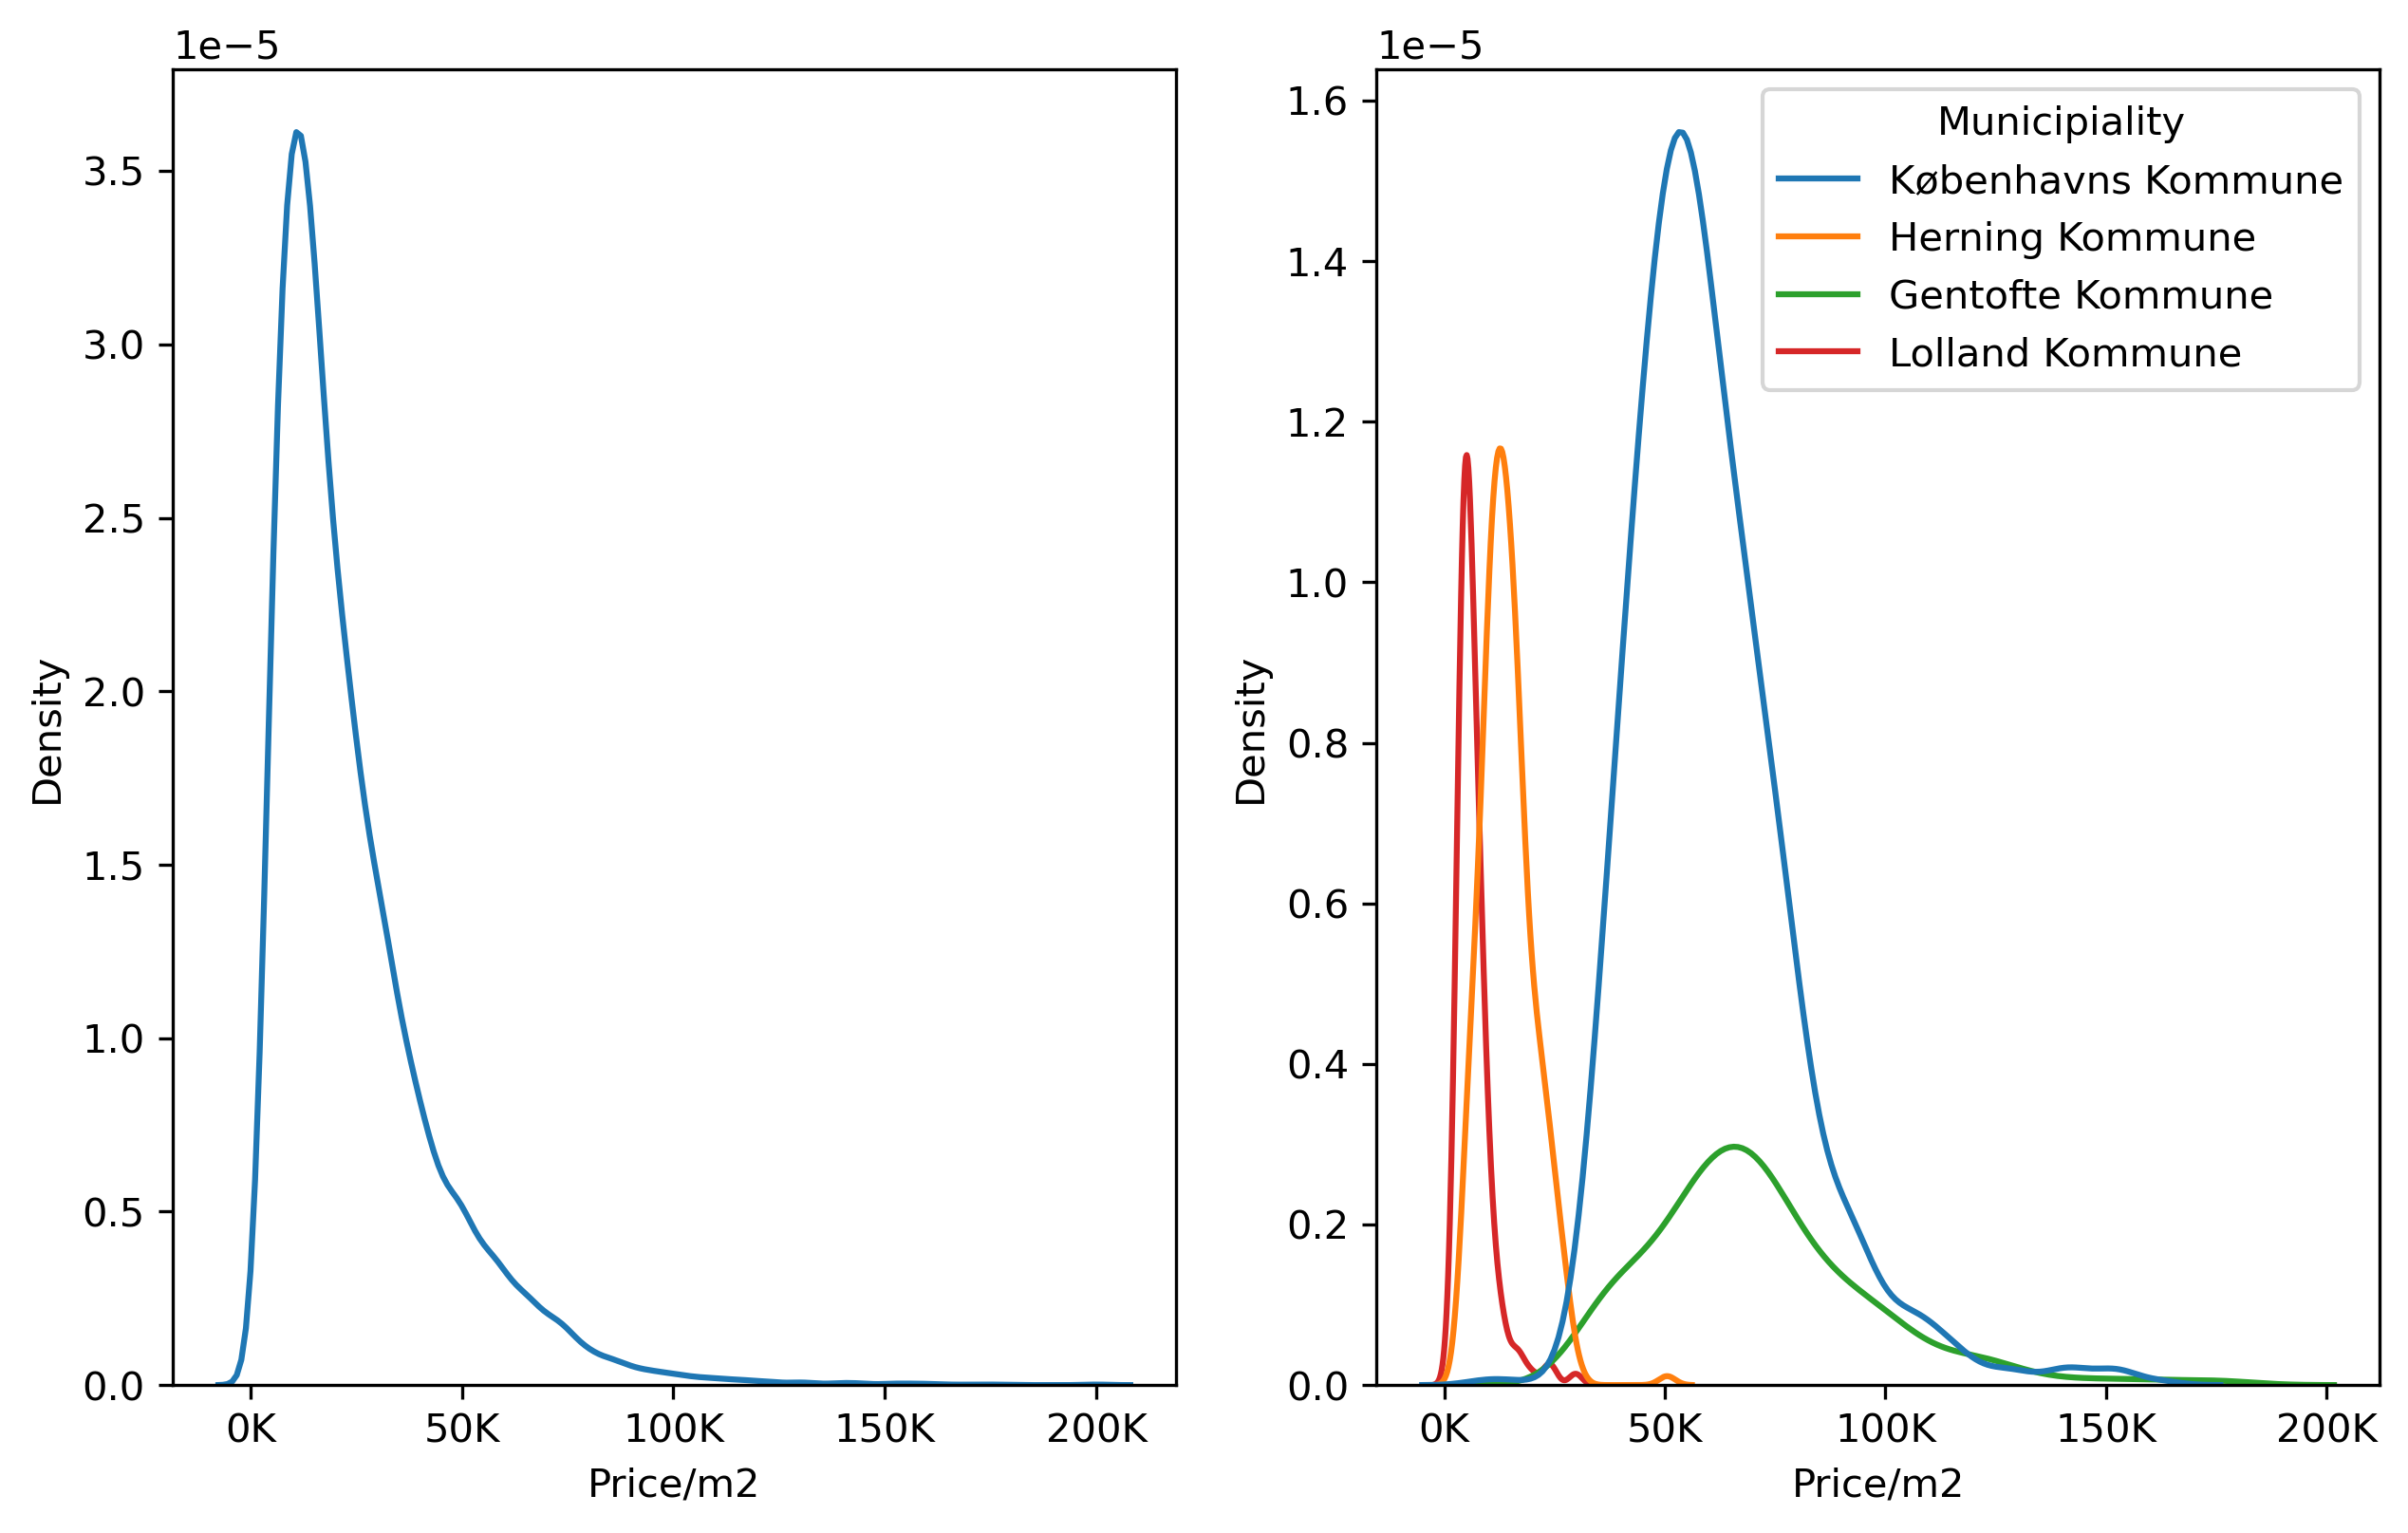 1e−5
3.5
3.0
2.5
2.0
1.5
1.0
0.5
0.0
Density
0K 50K 100K 150K 200K
Price/m2
1e−5
1.6
1.4
1.2
1.0
0.8
0.6
0.4
0.2
0.0
Density
0K 50K 100K 150K 200K
Price/m2
Municipiality
Københavns Kommune
Herning Kommune
Gentofte Kommune
Lolland Kommune